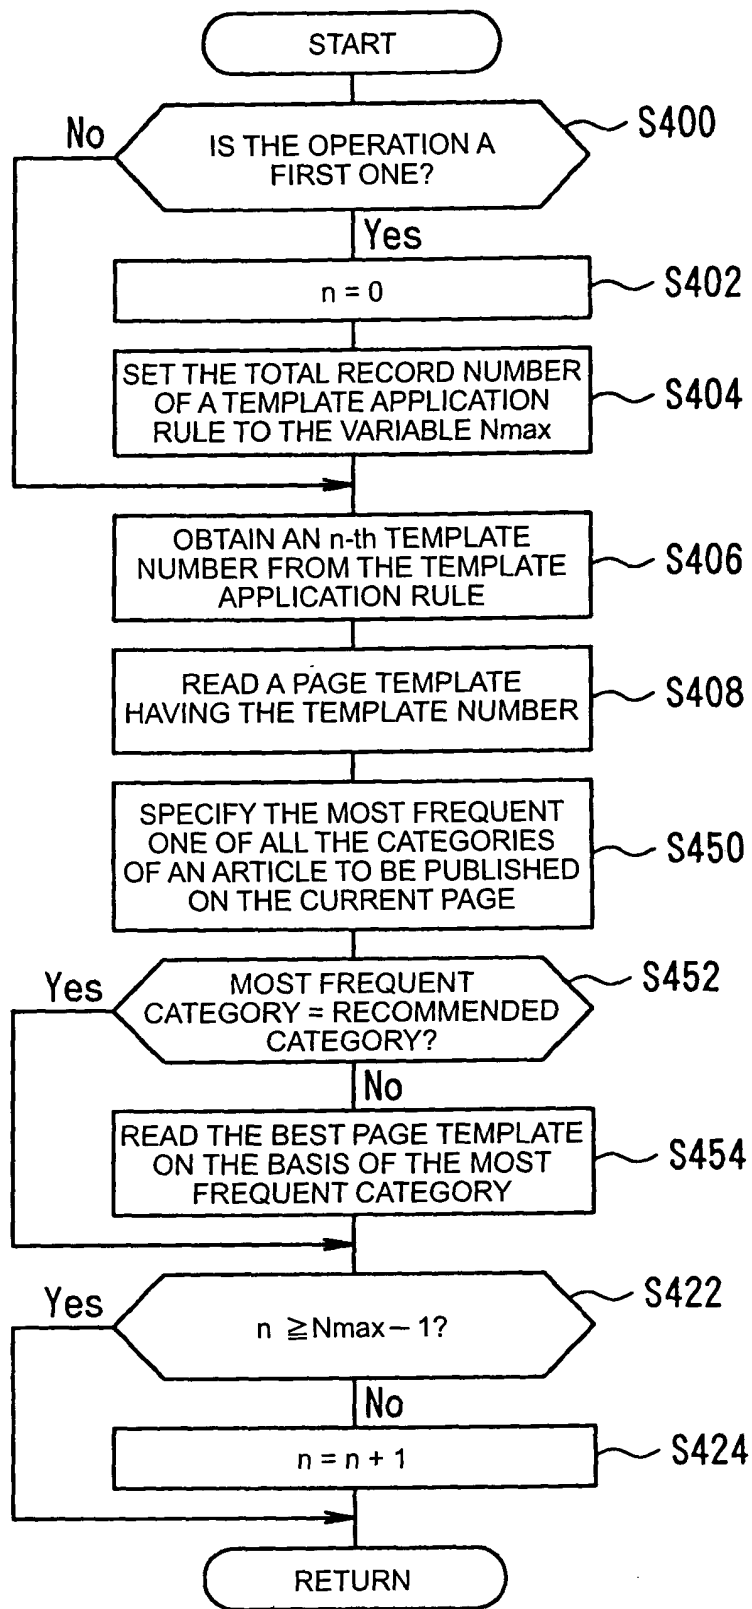 START
IS THE OPERATION A
FIRST ONE?
S400
No
Yes
n = 0
S402
SET THE TOTAL RECORD NUMBER
OF A TEMPLATE APPLICATION
RULE TO THE VARIABLE Nmax
S404
OBTAIN AN n-th TEMPLATE
NUMBER FROM THE TEMPLATE
APPLICATION RULE
S406
READ A PAGE TEMPLATE
HAVING THE TEMPLATE NUMBER
S408
SPECIFY THE MOST FREQUENT
ONE OF ALL THE CATEGORIES
OF AN ARTICLE TO BE PUBLISHED
ON THE CURRENT PAGE
S450
MOST FREQUENT
CATEGORY = RECOMMENDED
CATEGORY?
S452
Yes
No
READ THE BEST PAGE TEMPLATE
ON THE BASIS OF THE MOST
FREQUENT CATEGORY
S454
n ≧ Nmax − 1?
S422
Yes
No
n = n + 1
S424
RETURN